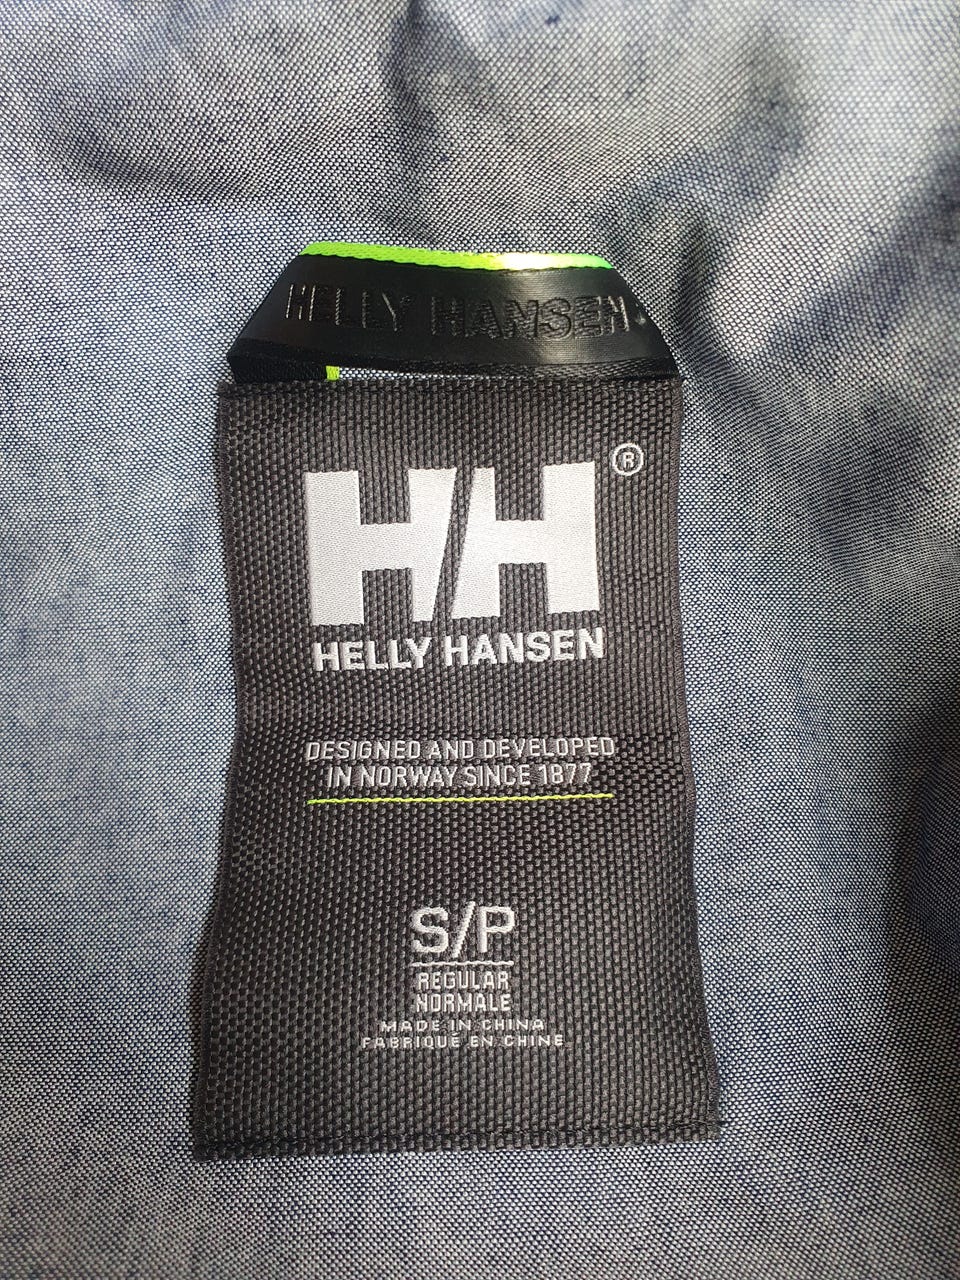 HELLY HANSEN
HH®
HELLY HANSEN
DESIGNED AND DEVELOPED
IN NORWAY SINCE 1877
S/P
REGULAR
NORMALE
MADE IN CHINA
FABRIQUE EN CHINE